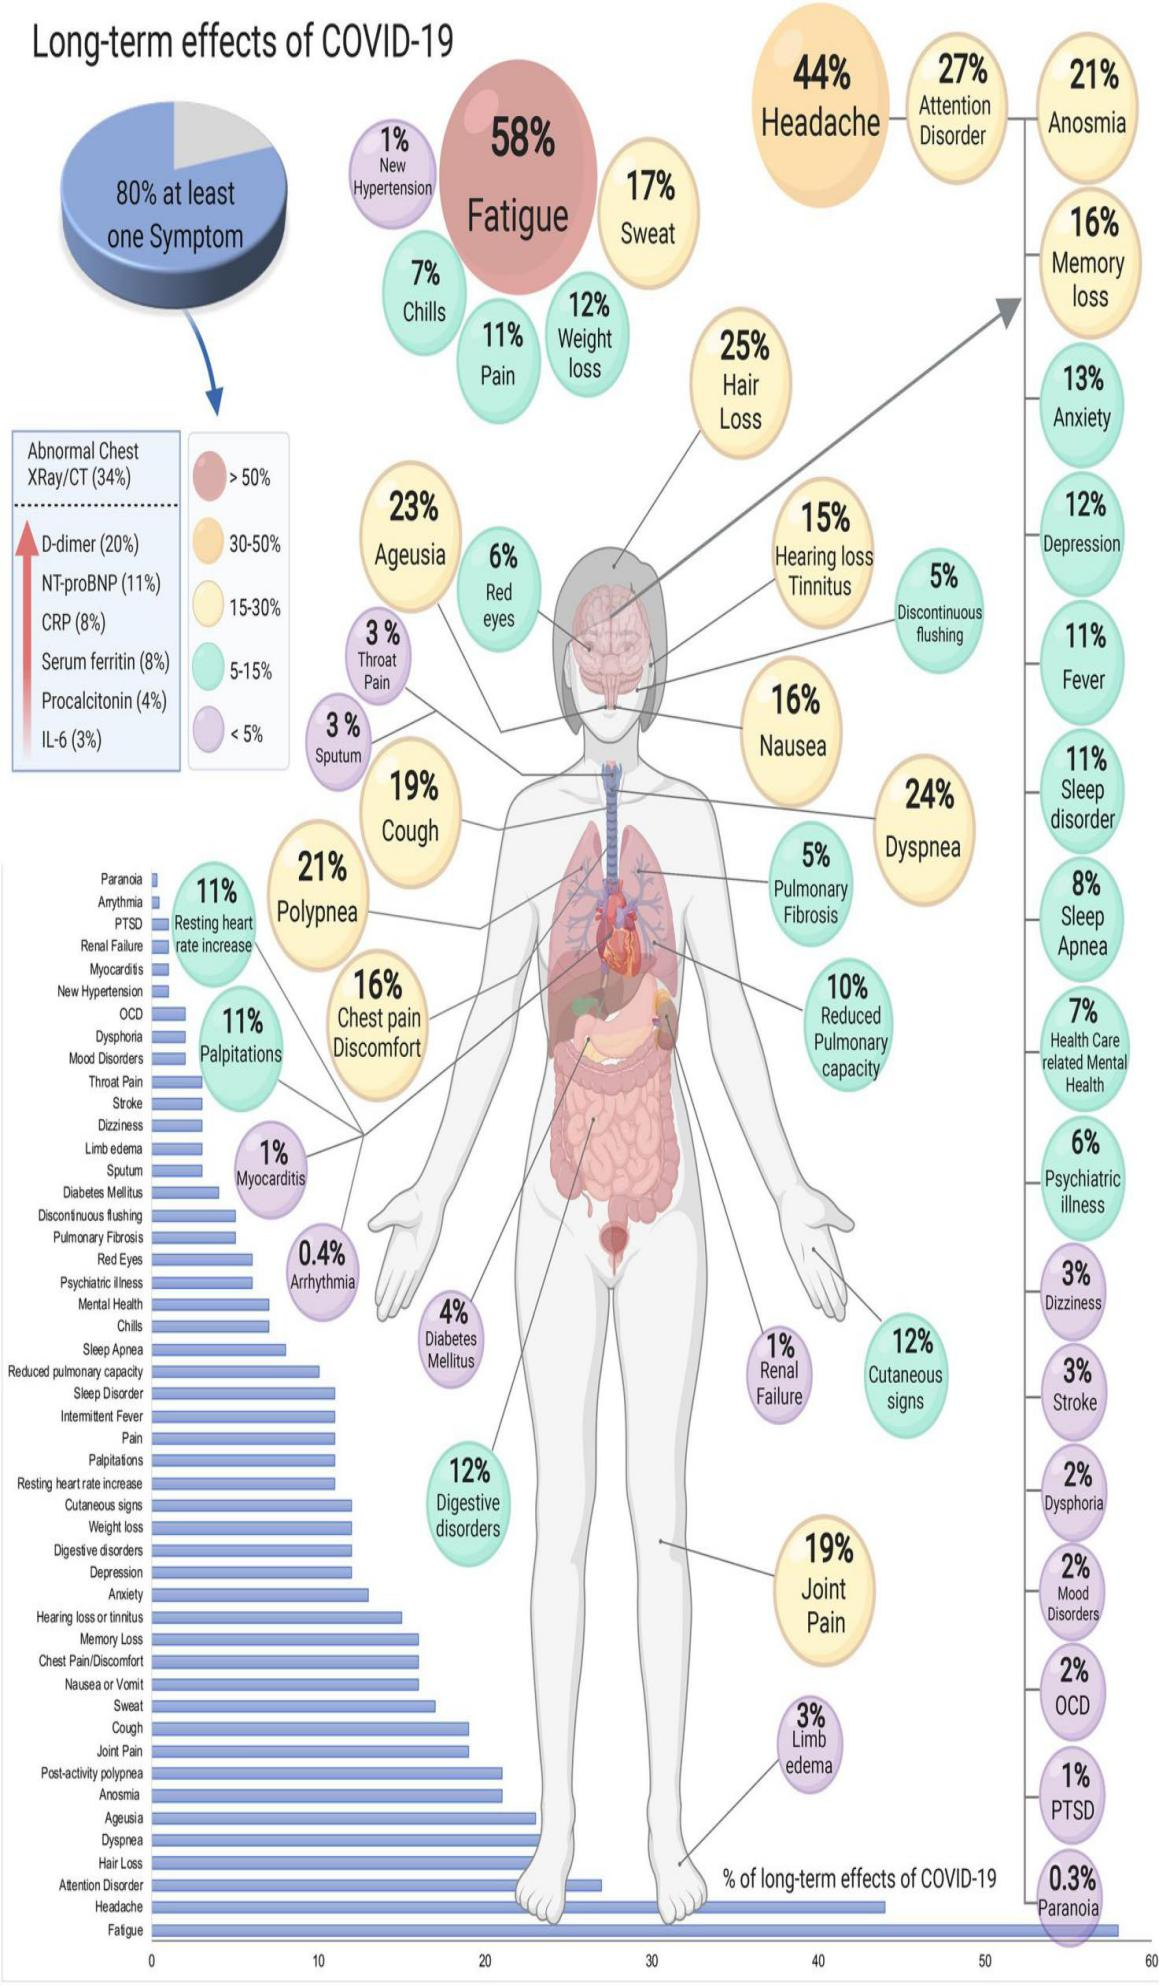 Long-term effects of COVID-19
80% at least
one Symptom
Abnormal Chest
XRay/CT (34%)
D-dimer (20%)
NT-proBNP (11%)
CRP (8%)
Serum ferritin (8%)
Procalcitonin (4%)
IL-6 (3%)
> 50%
30-50%
15-30%
5-15%
< 5%
1%
New
Hypertension
58%
Fatigue
17%
Sweat
7%
Chills
11%
Pain
12%
Weight
loss
44%
Headache
27%
Attention
Disorder
21%
Anosmia
16%
Memory
loss
13%
Anxiety
12%
Depression
11%
Fever
11%
Sleep
disorder
8%
Sleep
Apnea
7%
Health Care
related Mental
Health
6%
Psychiatric
illness
3%
Dizziness
3%
Stroke
2%
Dysphoria
2%
Mood
Disorders
2%
OCD
1%
PTSD
0.3%
Paranoia
25%
Hair
Loss
23%
Ageusia
6%
Red
eyes
15%
Hearing loss
Tinnitus
5%
Discontinuous
flushing
3 %
Throat
Pain
3 %
Sputum
16%
Nausea
19%
Cough
24%
Dyspnea
21%
Polypnea
5%
Pulmonary
Fibrosis
11%
Resting heart
rate increase
16%
Chest pain
Discomfort
10%
Reduced
Pulmonary
capacity
11%
Palpitations
1%
Myocarditis
0.4%
Arrhythmia
4%
Diabetes
Mellitus
1%
Renal
Failure
12%
Cutaneous
signs
12%
Digestive
disorders
19%
Joint
Pain
3%
Limb
edema
Paranoia
Arrythmia
PTSD
Renal Failure
Myocarditis
New Hypertension
OCD
Dysphoria
Mood Disorders
Throat Pain
Stroke
Dizziness
Limb edema
Sputum
Diabetes Mellitus
Discontinuous flushing
Pulmonary Fibrosis
Red Eyes
Psychiatric illness
Mental Health
Chills
Sleep Apnea
Reduced pulmonary capacity
Sleep Disorder
Intermittent Fever
Pain
Palpitations
Resting heart rate increase
Cutaneous signs
Weight loss
Digestive disorders
Depression
Anxiety
Hearing loss or tinnitus
Memory Loss
Chest Pain/Discomfort
Nausea or Vomit
Sweat
Cough
Joint Pain
Post-activity polypnea
Anosmia
Ageusia
Dyspnea
Hair Loss
Attention Disorder
Headache
Fatigue
% of long-term effects of COVID-19
0 10 20 30 40 50 60